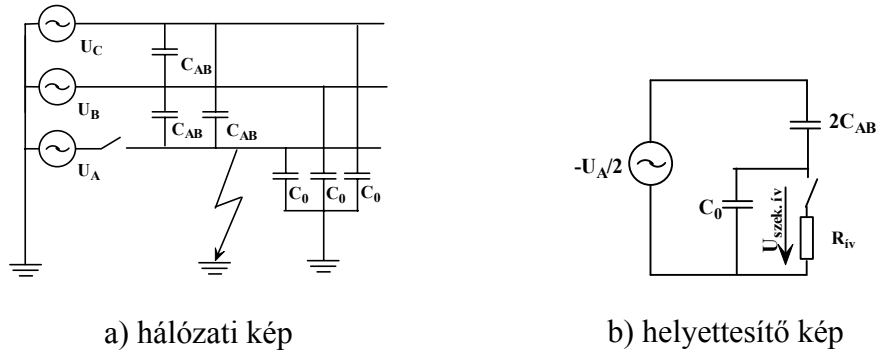 U_C
C_AB
U_B
C_AB
C_AB
U_A
C_0
C_0
C_0
a) hálózati kép
2C_AB
-U_A/2
C_0
U_szek. ív
R_ív
b) helyettesítő kép